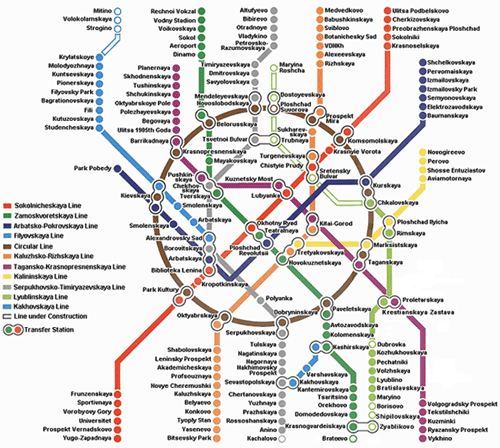 Mitino
Volokolamskaya
Strogino
Krylatskoye
Molodyozhnaya
Kuntsevskaya
Pionerskaya
Filyovsky Park
Bagrationovskaya
Fili
Kutuzovskaya
Studencheskaya
Rechnoi Vokzal
Vodny Stadion
Voikovskaya
Sokol
Aeroport
Dinamo
Planernaya
Skhodnenskaya
Tushinskaya
Shchukinskaya
Oktyabrskoye Pole
Polezhayevskaya
Begovaya
Ulitsa 1905th Goda
Barrikadnaya
Altufyevo
Bibirevo
Otradnoye
Vladykino
Petrovsko-
Razumovskaya
Timiryazevskaya
Dmitrovskaya
Savyolovskaya
Mendeleyevskaya
Novoslobodskaya
Medvedkovo
Babushkinskaya
Sviblovo
Botanichesky Sad
VDNKh
Alexeevskaya
Rizhskaya
Ulitsa Podbelskovo
Cherkizovskaya
Preobrazhenskaya Ploshchad
Sokolniki
Krasnoselskaya
Shchelkovskaya
Pervomaiskaya
Izmailovskaya
Izmailovsky Park
Semyonovskaya
Elektrozavodskaya
Baumanskaya
Novogireevo
Perovo
Shosse Entuziastov
Aviamotornaya
Maryina
Roshcha
Dostoyevskaya
Ploshchad
Suvorova
Prospekt
Mira
Belorusskaya
Tsvetnoi Bulvar
Sukharev-
skaya
Trubnaya
Komsomolskaya
Krasnye Vorota
Krasnopresnenskaya
Mayakovskaya
Turgenevskaya
Chistye Prudy
Sretensky
Bulvar
Pushkin-
skaya
Chekhov-
skaya
Tverskaya
Kuznetsky Most
Lubyanka
Kurskaya
Chkalovskaya
Park Pobedy
Kievskaya
Smolenskaya
Smolenskaya
Arbatskaya
Alexandrovsky Sad
Borovitskaya
Arbatskaya
Biblioteka Lenina
Kropotkinskaya
Okhotny Ryad
Teatralnaya
Ploshchad
Revolutsii
Kitai-Gorod
Tretyakovskaya
Novokuznetskaya
Ploshchad Ilyicha
Rimskaya
Marksistskaya
Taganskaya
Park Kultury
Polyanka
Oktyabrskaya
Dobryninskaya
Serpukhovskaya
Paveletskaya
Avtozavodskaya
Kolomenskaya
Kashirskaya
Proletarskaya
Krestianskaya Zastava
Sokolnicheskaya Line
Zamoskvoretskaya Line
Arbatsko-Pokrovskaya Line
Filyovskaya Line
Circular Line
Kaluzhsko-Rizhskaya Line
Tagansko-Krasnopresnenskaya Line
Kalininskaya Line
Serpukhovsko-Timiryazevskaya Line
Lyublinskaya Line
Kakhovskaya Line
Line under Construction
Transfer Station
Frunzenskaya
Sportivnaya
Vorobyovy Gory
Universitet
Prospekt Vernadskovo
Yugo-Zapadnaya
Shabolovskaya
Leninsky Prospekt
Akademicheskaya
Profsouznaya
Novye Cheremushki
Kaluzhskaya
Belyaevo
Konkovo
Tyoply Stan
Yasenevo
Bitsevsky Park
Tulskaya
Nagatinskaya
Nagornaya
Nakhimovsky
Prospekt
Sevastopolskaya
Chertanovskaya
Yuzhnaya
Prazhskaya
Rossoshanskaya
Anino
Kachalovo
Varshavskaya
Kakhovskaya
Kantemirovskaya
Tsaritsino
Orekhovo
Domodedovskaya
Krasnogvardeiskaya
Brateevo
Dubrovka
Kozhukhovskaya
Pechatniki
Volzhskaya
Lyublino
Bratislavskaya
Maryino
Borisovo
Shipilovskaya
Zyablikovo
Volgogradsky Prospekt
Tekstilshchiki
Kuzminki
Ryazansky Prospekt
Vykhino